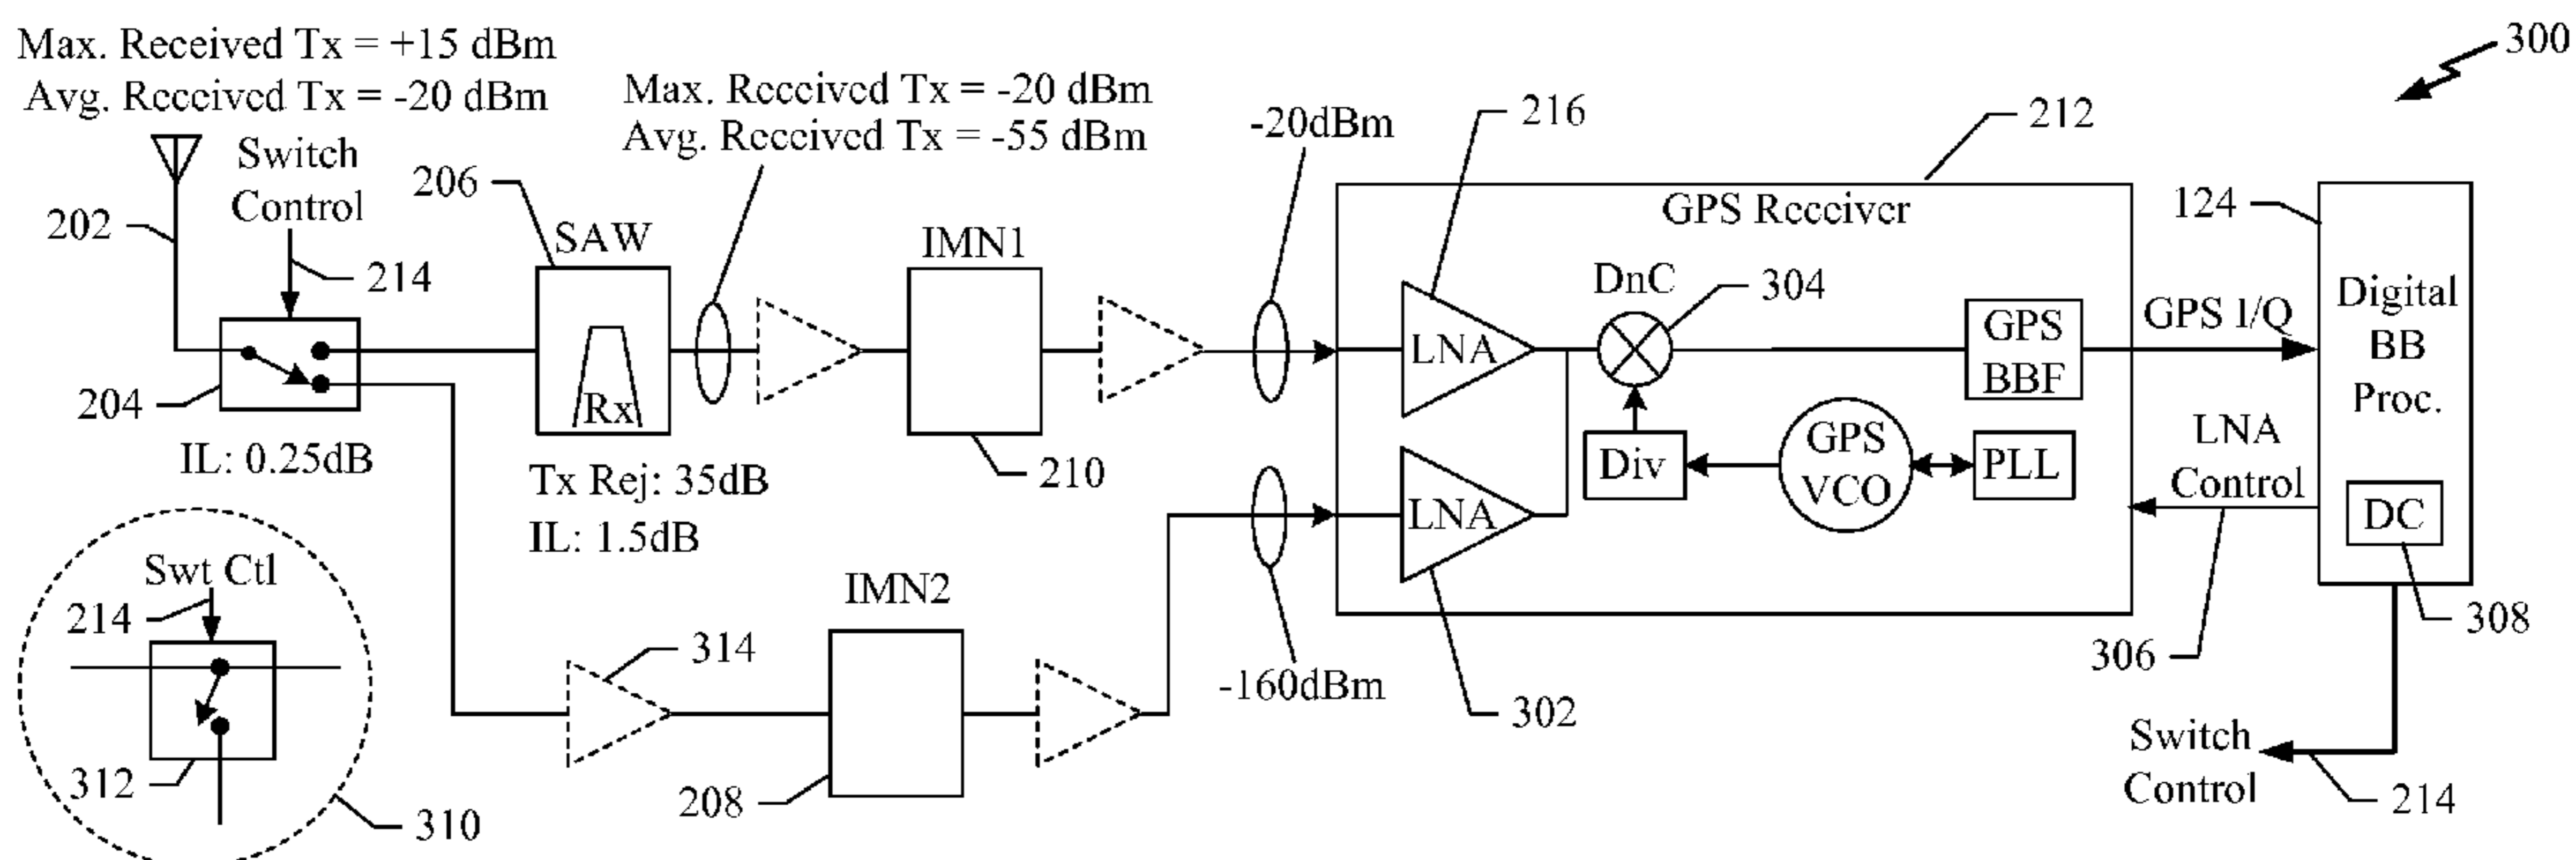 300
Max. Received Tx = +15 dBm
Avg. Received Tx = -20 dBm
Max. Received Tx = -20 dBm
Avg. Received Tx = -55 dBm
-20dBm
216
212
Switch
Control
206
202
214
SAW
IMN1
GPS Receiver
124
DnC
304
Digital
BB
Proc.
GPS I/Q
GPS
BBF
LNA
Rx
204
IL: 0.25dB
Tx Rej: 35dB
IL: 1.5dB
210
Div
GPS
VCO
PLL
LNA
Control
LNA
DC
308
306
Swt Ctl
214
IMN2
314
-160dBm
302
312
208
310
Switch
Control
214